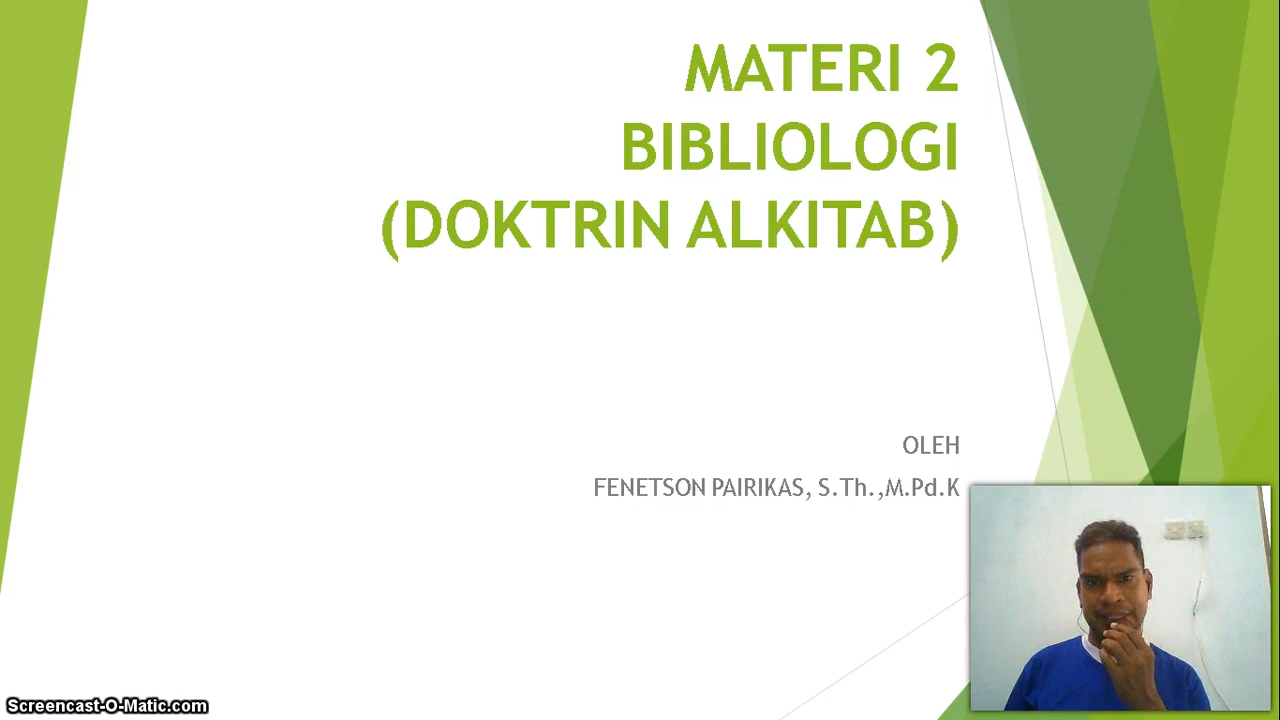 MATERI 2
BIBLIOLOGI
(DOKTRIN ALKITAB)
OLEH
FENETSON PAIRIKAS, S.Th.,M.Pd.K
Screencast-O-Matic.com